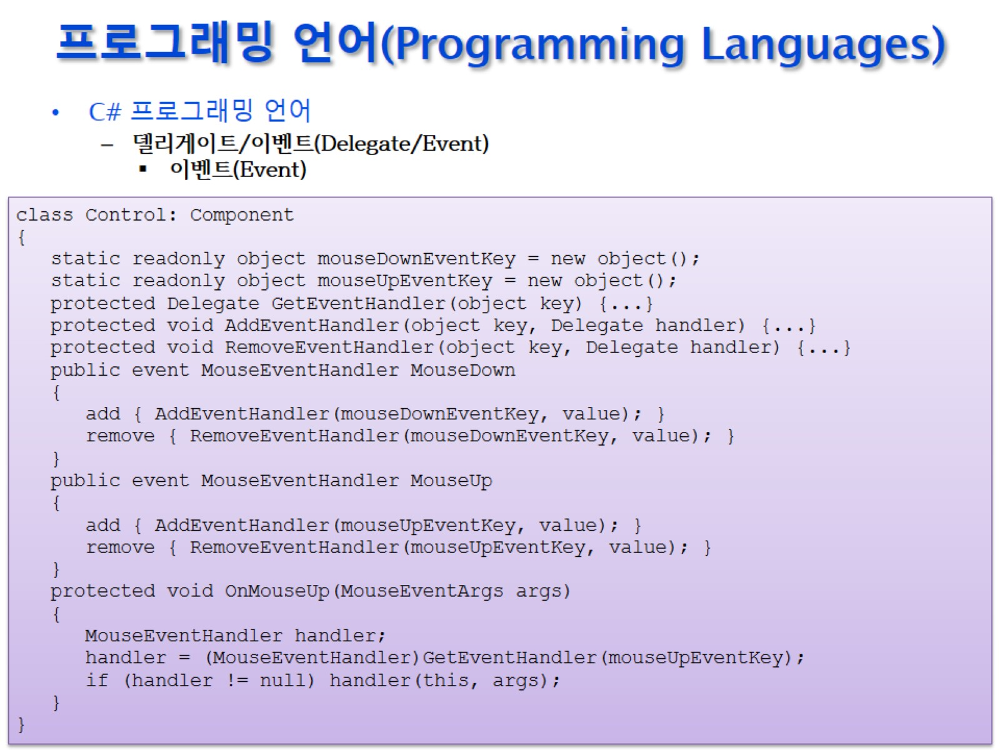 프로그래밍 언어(Programming Languages)
• C# 프로그래밍 언어
– 델리게이트/이벤트(Delegate/Event)
▪ 이벤트(Event)
class Control: Component
{
   static readonly object mouseDownEventKey = new object();
   static readonly object mouseUpEventKey = new object();
   protected Delegate GetEventHandler(object key) {...}
   protected void AddEventHandler(object key, Delegate handler) {...}
   protected void RemoveEventHandler(object key, Delegate handler) {...}
   public event MouseEventHandler MouseDown
   {
      add { AddEventHandler(mouseDownEventKey, value); }
      remove { RemoveEventHandler(mouseDownEventKey, value); }
   }
   public event MouseEventHandler MouseUp
   {
      add { AddEventHandler(mouseUpEventKey, value); }
      remove { RemoveEventHandler(mouseUpEventKey, value); }
   }
   protected void OnMouseUp(MouseEventArgs args)
   {
      MouseEventHandler handler;
      handler = (MouseEventHandler)GetEventHandler(mouseUpEventKey);
      if (handler != null) handler(this, args);
   }
}